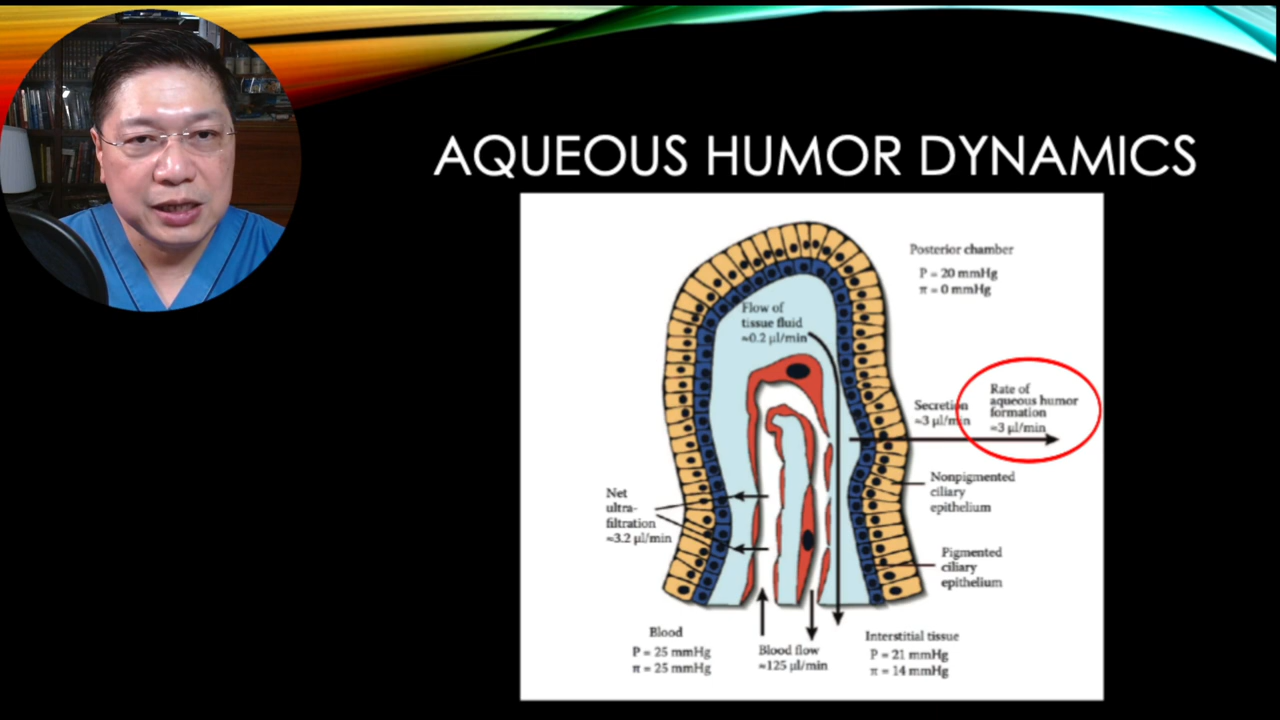 AQUEOUS HUMOR DYNAMICS
Posterior chamber
P = 20 mmHg
π = 0 mmHg
Flow of
tissue fluid
≈0.2 µl/min
Secretion
≈3 µl/min
Rate of
aqueous humor
formation
≈3 µl/min
Nonpigmented
ciliary
epithelium
Net
ultra-
filtration
≈3.2 µl/min
Pigmented
ciliary
epithelium
Blood
P = 25 mmHg
π = 25 mmHg
Blood flow
≈125 µl/min
Interstitial tissue
P = 21 mmHg
π = 14 mmHg